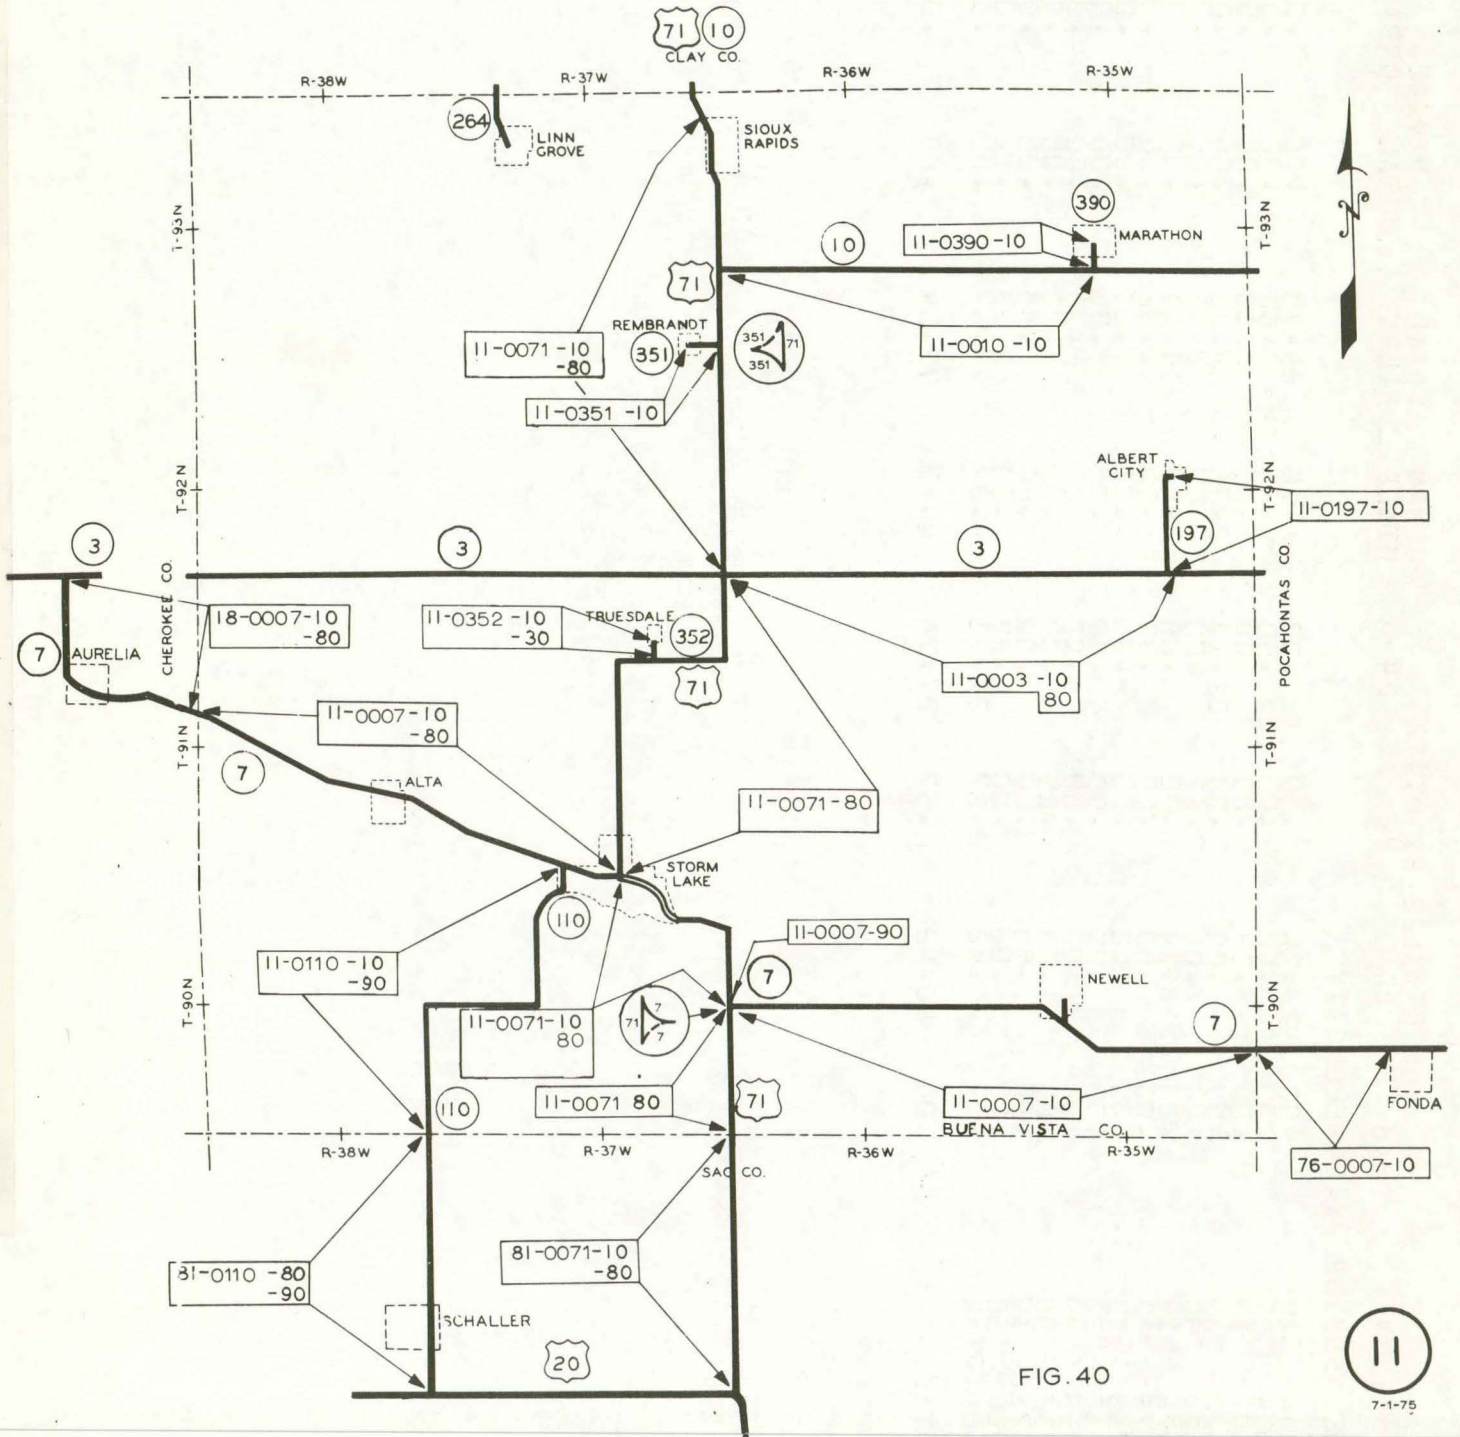 71 10
CLAY CO.
R-38W
R-37W
R-36W
R-35W
264
LINN
GROVE
SIOUX
RAPIDS
T-93N
T-93N
N
390
MARATHON
11-0390-10
10
71
REMBRANDT
351
351
71
351
11-0071-10
-80
11-0010-10
11-0351-10
ALBERT
CITY
T-92N
T-92N
11-0197-10
197
3
3
3
CHEROKEE CO.
POCAHONTAS CO.
18-0007-10
-80
11-0352-10
-30
TRUESDALE
352
7
AURELIA
71
11-0003-10
80
11-0007-10
-80
T-91N
T-91N
7
ALTA
11-0071-80
STORM
LAKE
110
11-0007-90
11-0110-10
-90
7
NEWELL
T-90N
T-90N
11-0071-10
80
71
7
7
7
110
11-0071 80
71
11-0007-10
FONDA
BUENA VISTA CO.
R-38W
R-37W
R-36W
R-35W
SAC CO.
76-0007-10
81-0110-80
-90
81-0071-10
-80
SCHALLER
20
FIG. 40
11
7-1-75